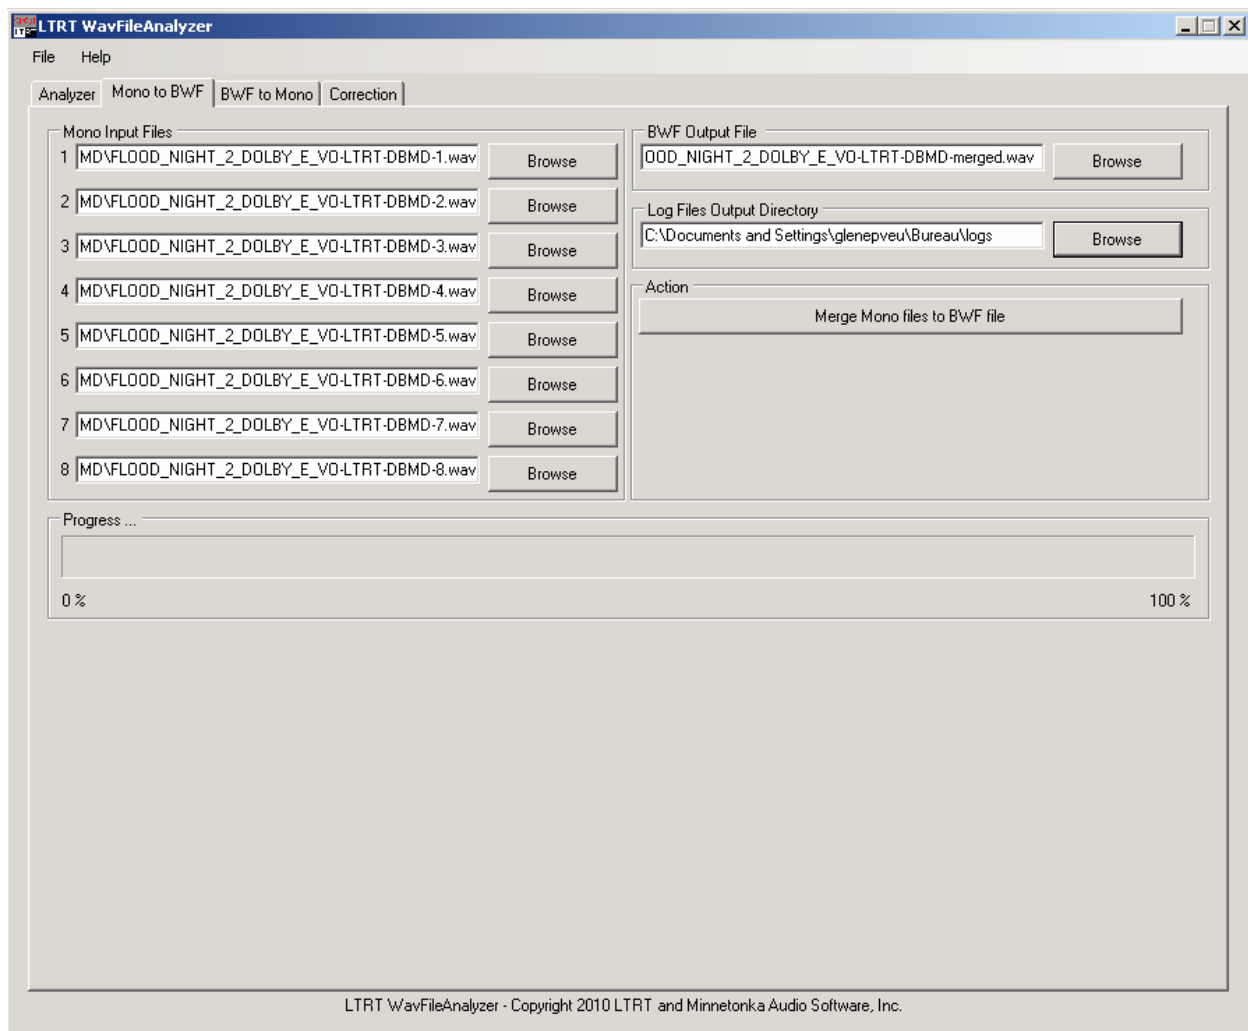 LTRT WavFileAnalyzer
File Help
Analyzer Mono to BWF BWF to Mono Correction
Mono Input Files
1 MD\FLOOD_NIGHT_2_DOLBY_E_VO-LTRT-DBMD-1.wav Browse
2 MD\FLOOD_NIGHT_2_DOLBY_E_VO-LTRT-DBMD-2.wav Browse
3 MD\FLOOD_NIGHT_2_DOLBY_E_VO-LTRT-DBMD-3.wav Browse
4 MD\FLOOD_NIGHT_2_DOLBY_E_VO-LTRT-DBMD-4.wav Browse
5 MD\FLOOD_NIGHT_2_DOLBY_E_VO-LTRT-DBMD-5.wav Browse
6 MD\FLOOD_NIGHT_2_DOLBY_E_VO-LTRT-DBMD-6.wav Browse
7 MD\FLOOD_NIGHT_2_DOLBY_E_VO-LTRT-DBMD-7.wav Browse
8 MD\FLOOD_NIGHT_2_DOLBY_E_VO-LTRT-DBMD-8.wav Browse
BWF Output File
OOD_NIGHT_2_DOLBY_E_VO-LTRT-DBMD-merged.wav Browse
Log Files Output Directory
C:\Documents and Settings\glenepveu\Bureau\logs Browse
Action
Merge Mono files to BWF file
Progress ...
0 % 100 %
LTRT WavFileAnalyzer - Copyright 2010 LTRT and Minnetonka Audio Software, Inc.